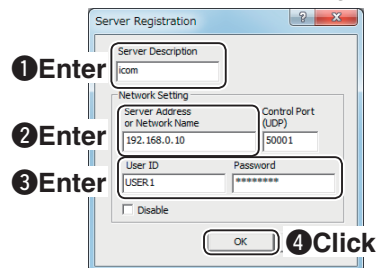 Server Registration
Server Description
❶Enter
icom
Network Setting
Server Address
or Network Name
Control Port
(UDP)
❷Enter
192.168.0.10
50001
User ID
Password
❸Enter
USER1
********
Disable
OK
❹Click